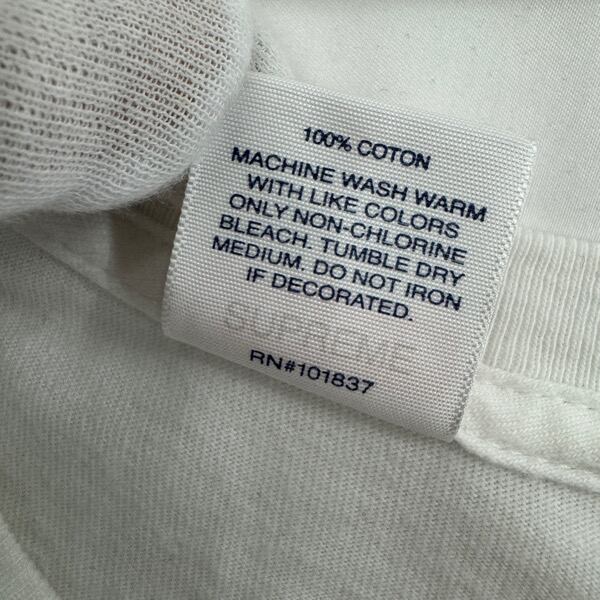 100% COTON
MACHINE WASH WARM
WITH LIKE COLORS
ONLY NON-CHLORINE
BLEACH. TUMBLE DRY
MEDIUM. DO NOT IRON
IF DECORATED.
SUPREME
RN#101837